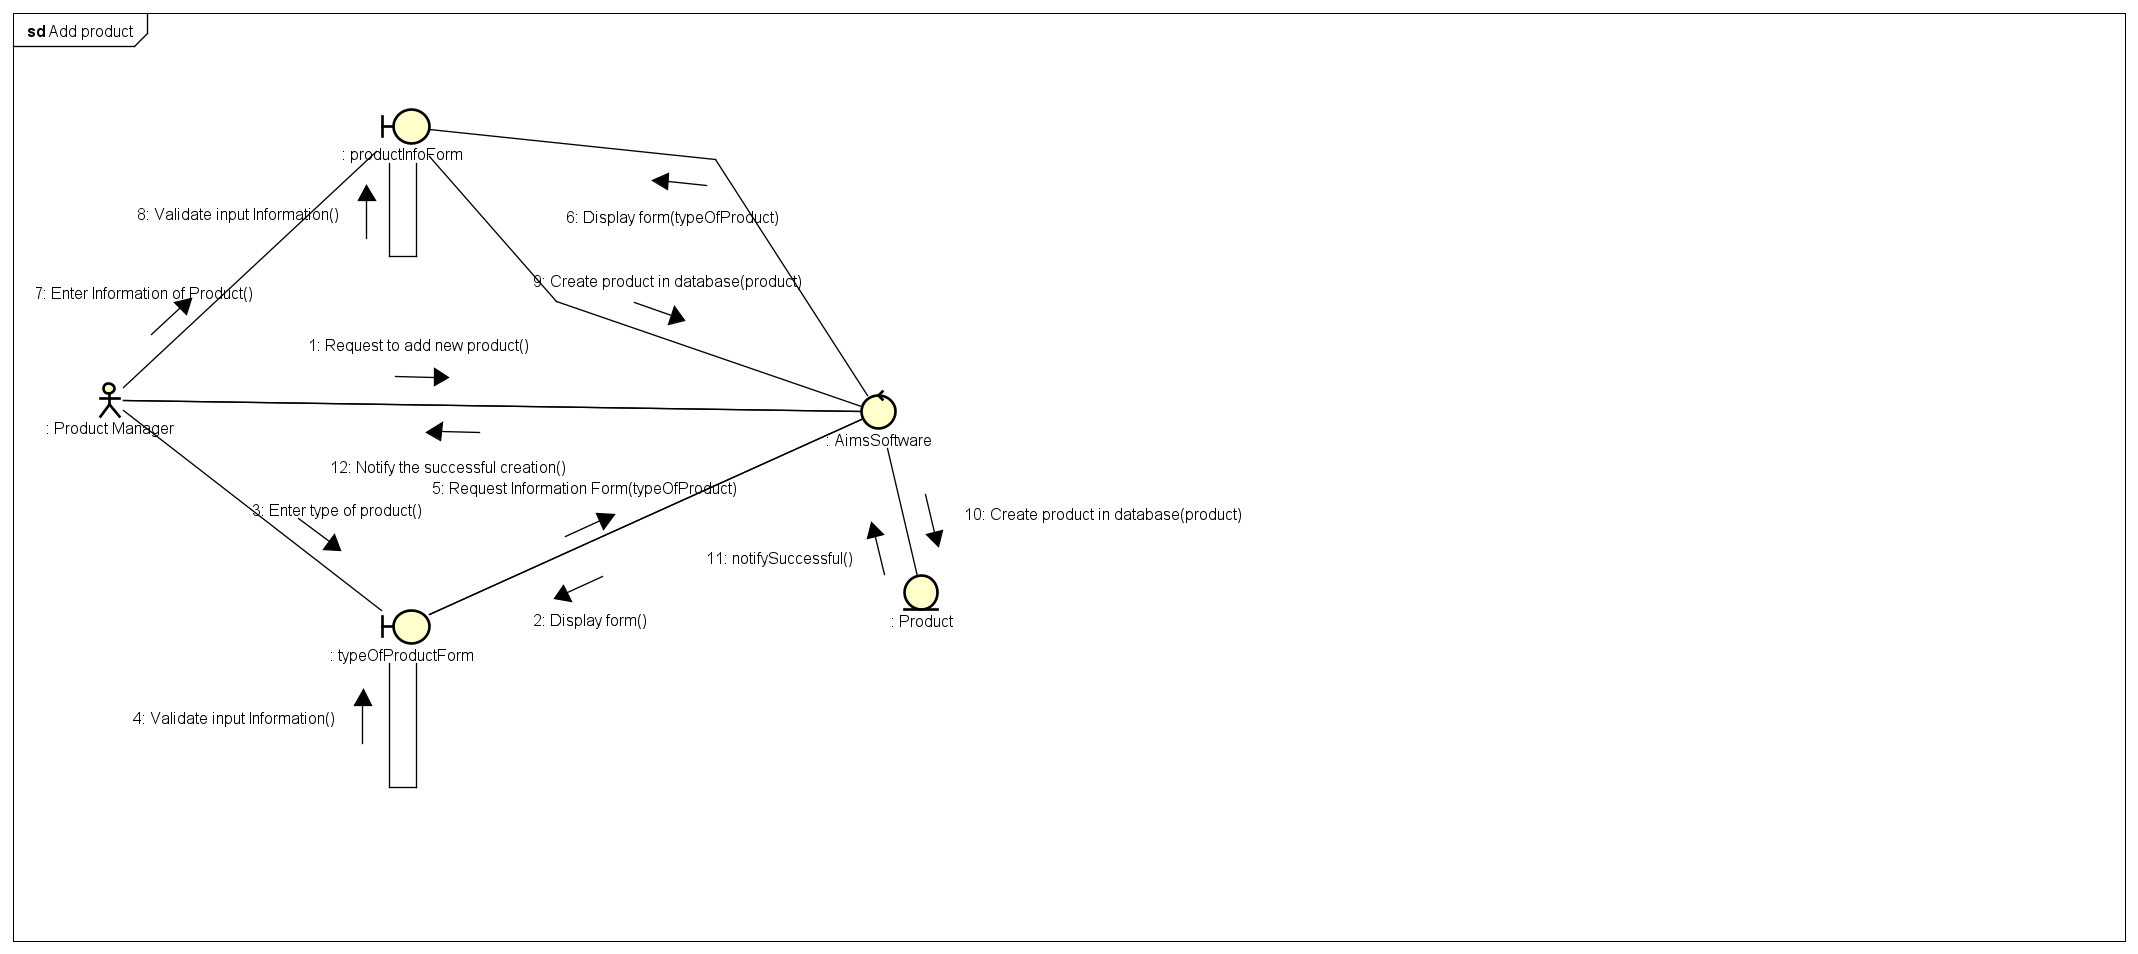 sd Add product
: productInfoForm
8: Validate input Information()
6: Display form(typeOfProduct)
9: Create product in database(product)
7: Enter Information of Product()
1: Request to add new product()
: Product Manager
: AimsSoftware
12: Notify the successful creation()
5: Request Information Form(typeOfProduct)
3: Enter type of product()
10: Create product in database(product)
11: notifySuccessful()
2: Display form()
: Product
: typeOfProductForm
4: Validate input Information()